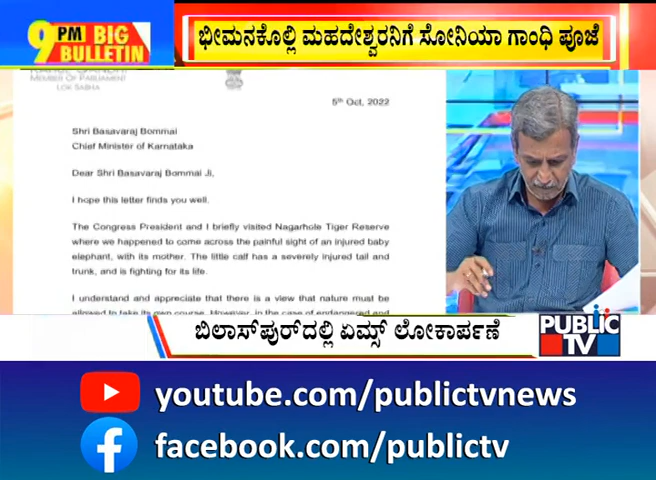 9 PM BIG BULLETIN
ಭೀಮನಕೊಲ್ಲಿ ಮಹದೇಶ್ವರನಿಗೆ ಸೋನಿಯಾ ಗಾಂಧಿ ಪೂಜೆ
MEMBER OF PARLIAMENT
LOK SABHA
5th Oct, 2022
Shri Basavaraj Bommai
Chief Minister of Karnataka
Dear Shri Basavaraj Bommai Ji,
I hope this letter finds you well.
The Congress President and I briefly visited Nagarhole Tiger Reserve
where we happened to come across the painful sight of an injured baby
elephant, with its mother. The little calf has a severely injured tail and
trunk, and is fighting for its life.
I understand and appreciate that there is a view that nature must be
allowed to take its own course. However, in the case of endangered and
ಬಿಲಾಸ್‌ಪುರ್‌ದಲ್ಲಿ ಏಮ್ಸ್ ಲೋಕಾರ್ಪಣೆ
PUBLIC TV
youtube.com/publictvnews
facebook.com/publictv